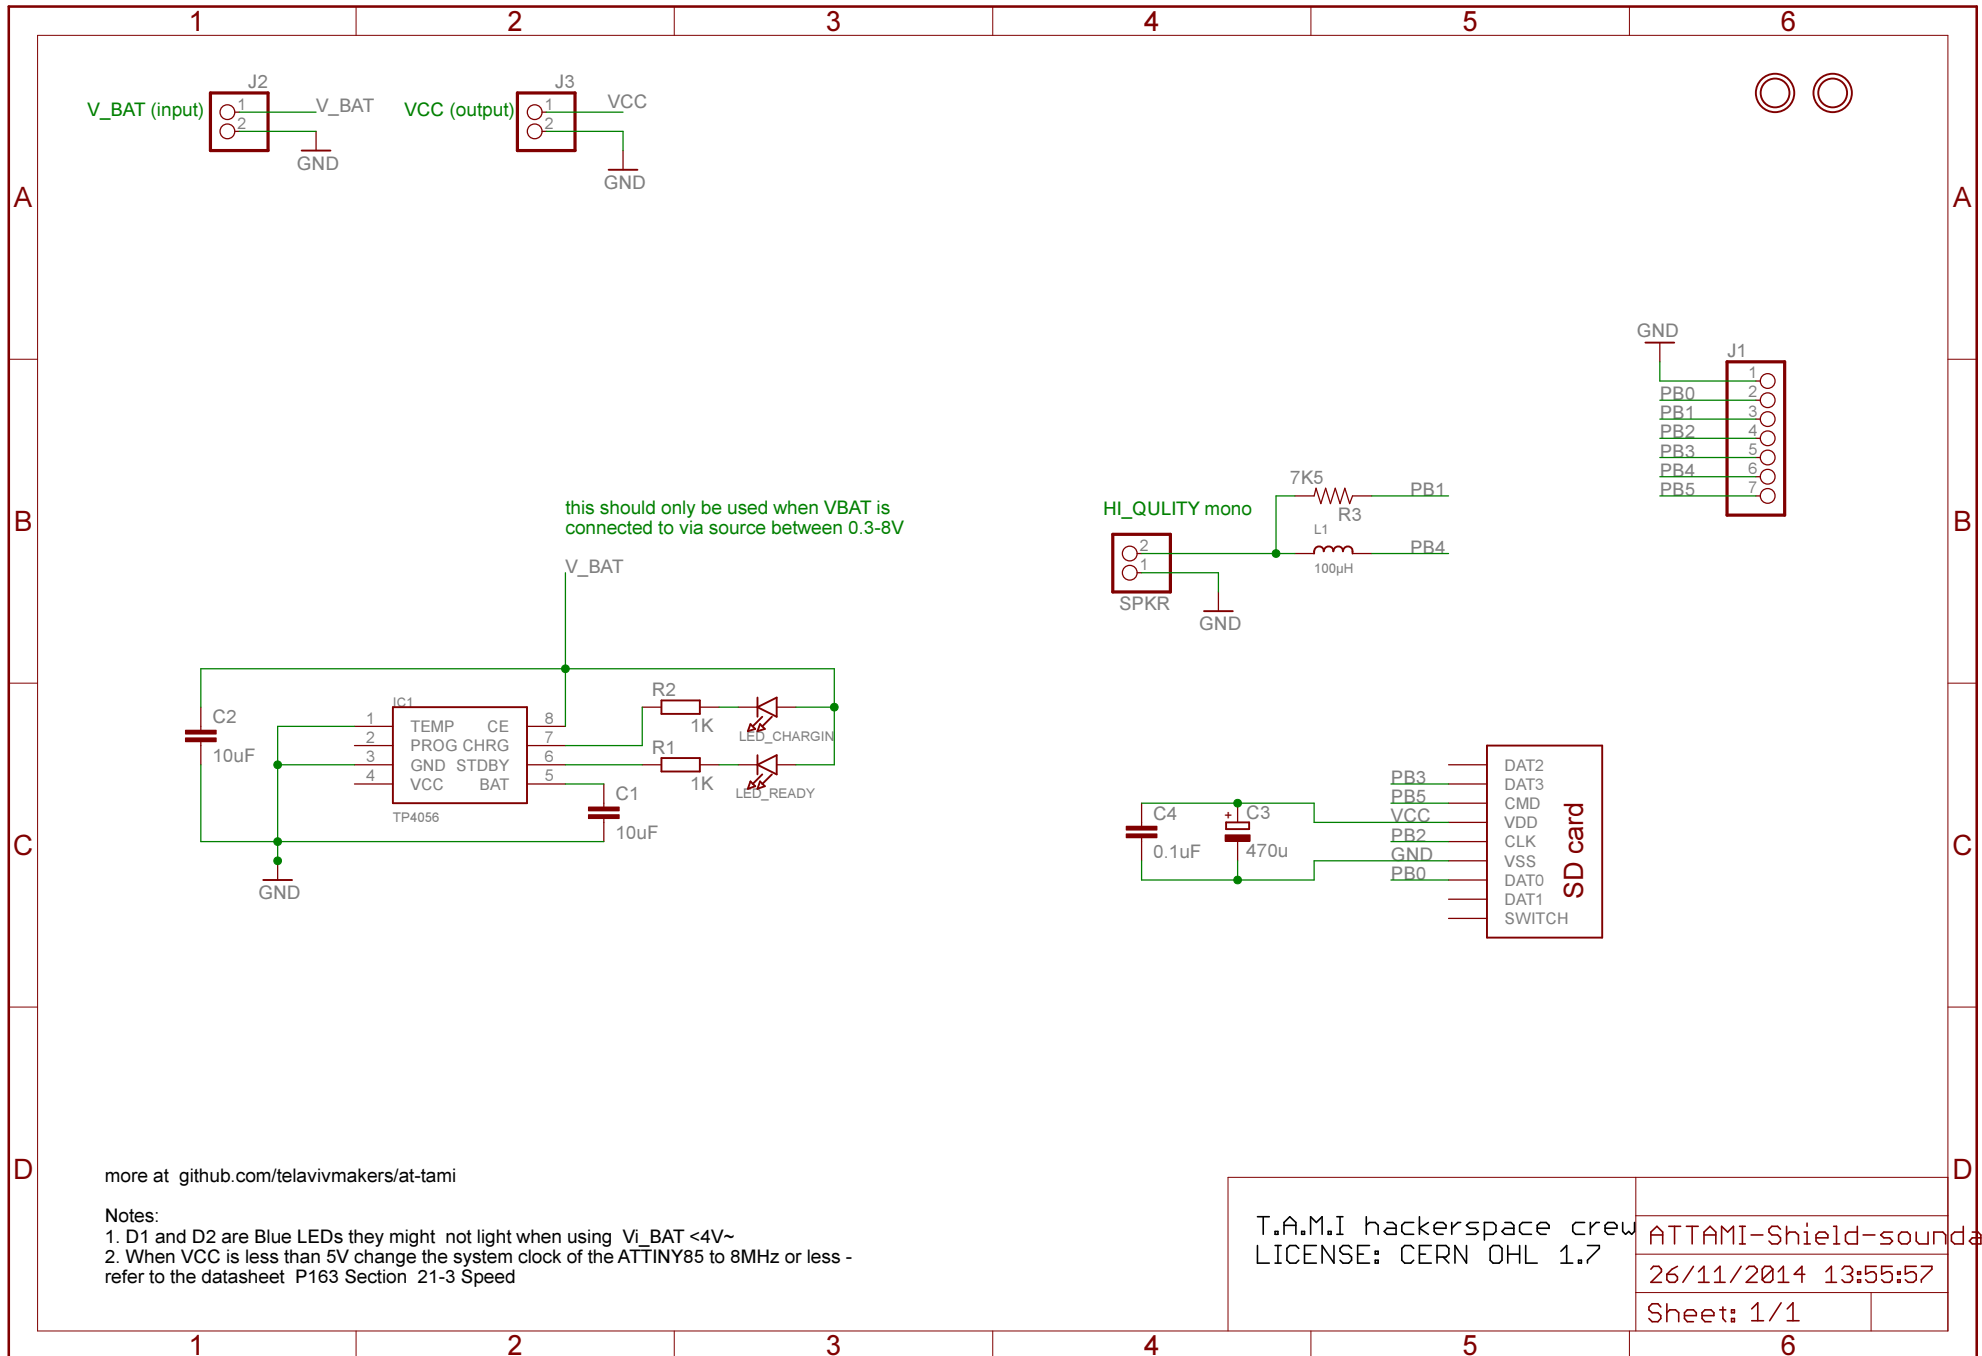 1 2 3 4 5 6
A
A
B
B
C
C
D
D
J2
V_BAT (input)
1
2
V_BAT
GND
J3
VCC (output)
1
2
VCC
GND
GND
J1
1
PB0
2
PB1
3
PB2
4
PB3
5
PB4
6
PB5
7
this should only be used when VBAT is
connected to via source between 0.3-8V
V_BAT
HI_QULITY mono
2
1
SPKR
GND
7K5
R3
PB1
L1
100µH
PB4
C2
10uF
IC1
1 TEMP CE 8
2 PROG CHRG 7
3 GND STDBY 6
4 VCC BAT 5
TP4056
R2
1K
LED_CHARGIN
R1
1K
LED_READY
C1
10uF
GND
C4
0.1uF
+
C3
470u
DAT2
PB3 DAT3
PB5 CMD
VCC VDD
PB2 CLK
GND VSS
PB0 DAT0
DAT1
SWITCH
SD card
more at github.com/telavivmakers/at-tami
Notes:
1. D1 and D2 are Blue LEDs they might not light when using Vi_BAT <4V~
2. When VCC is less than 5V change the system clock of the ATTINY85 to 8MHz or less -
refer to the datasheet P163 Section 21-3 Speed
T.A.M.I hackerspace crew
LICENSE: CERN OHL 1.7
ATTAMI-Shield-sounda
26/11/2014 13:55:57
Sheet: 1/1
1 2 3 4 5 6